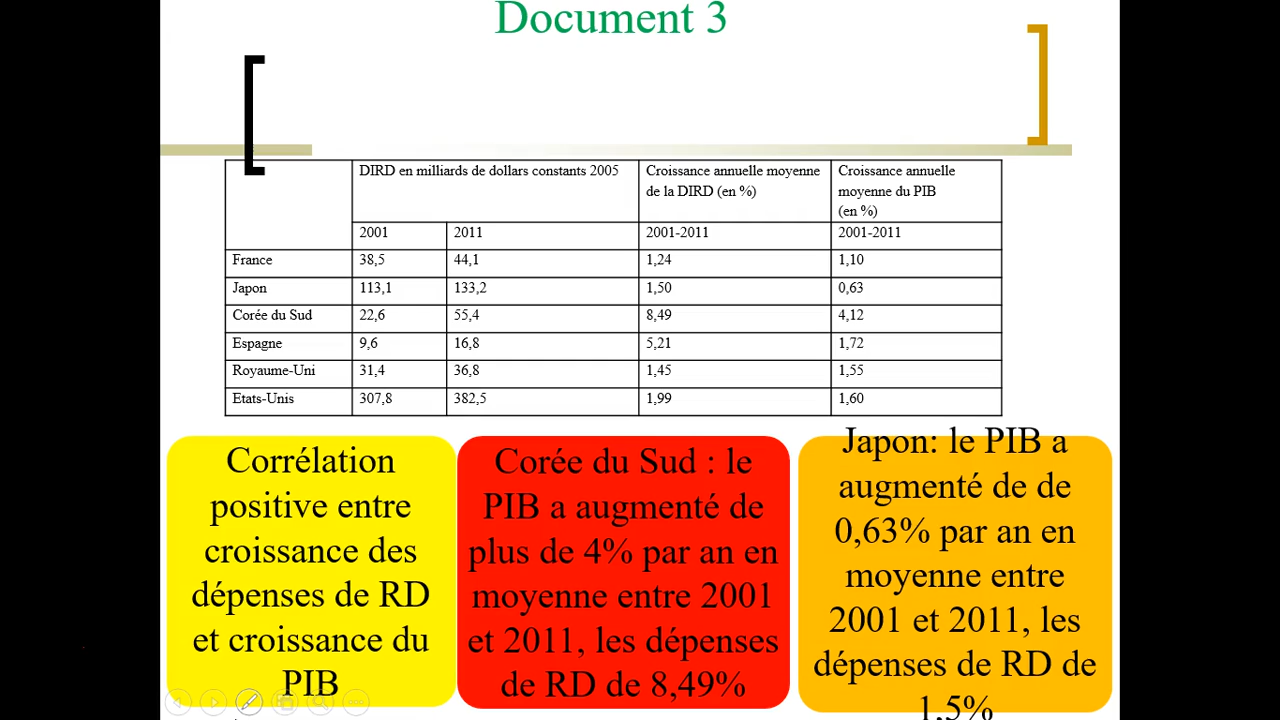 Document 3
DIRD en milliards de dollars constants 2005
Croissance annuelle moyenne
de la DIRD (en %)
Croissance annuelle
moyenne du PIB
(en %)
2001 2011 2001-2011 2001-2011
France 38,5 44,1 1,24 1,10
Japon 113,1 133,2 1,50 0,63
Corée du Sud 22,6 55,4 8,49 4,12
Espagne 9,6 16,8 5,21 1,72
Royaume-Uni 31,4 36,8 1,45 1,55
Etats-Unis 307,8 382,5 1,99 1,60
Corrélation
positive entre
croissance des
dépenses de RD
et croissance du
PIB
Corée du Sud : le
PIB a augmenté de
plus de 4% par an en
moyenne entre 2001
et 2011, les dépenses
de RD de 8,49%
Japon: le PIB a
augmenté de de
0,63% par an en
moyenne entre
2001 et 2011, les
dépenses de RD de
1,5%